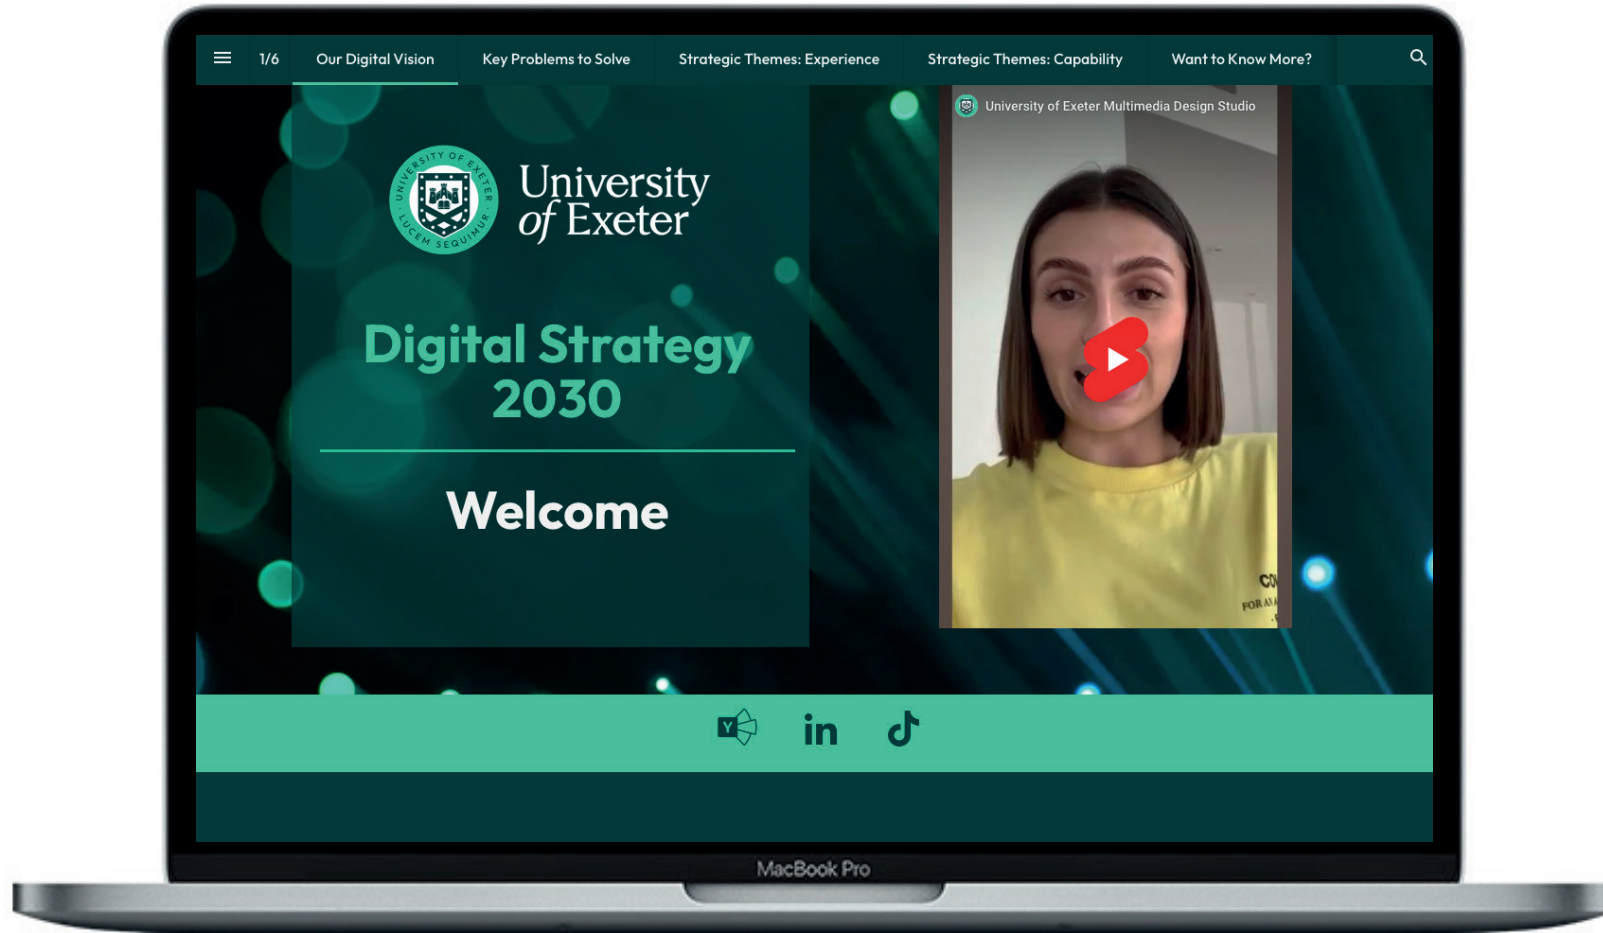 1/6
Our Digital Vision
Key Problems to Solve
Strategic Themes: Experience
Strategic Themes: Capability
Want to Know More?
University of Exeter Multimedia Design Studio
UNIVERSITY OF EXETER
LUCEM SEQUIMUR
University
of Exeter
Digital Strategy
2030
Welcome
FOR
Y
in
MacBook Pro